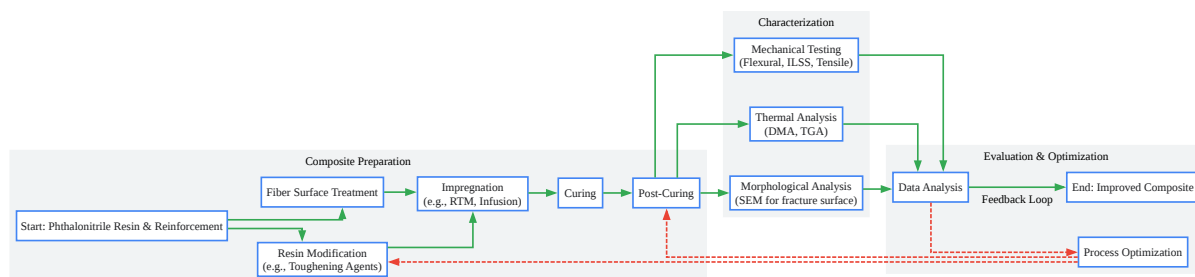 Characterization
Mechanical Testing
(Flexural, ILSS, Tensile)
Thermal Analysis
(DMA, TGA)
Composite Preparation
Evaluation & Optimization
Fiber Surface Treatment
Impregnation
(e.g., RTM, Infusion)
Curing
Post-Curing
Morphological Analysis
(SEM for fracture surface)
Data Analysis
End: Improved Composite
Feedback Loop
Start: Phthalonitrile Resin & Reinforcement
Resin Modification
(e.g., Toughening Agents)
Process Optimization